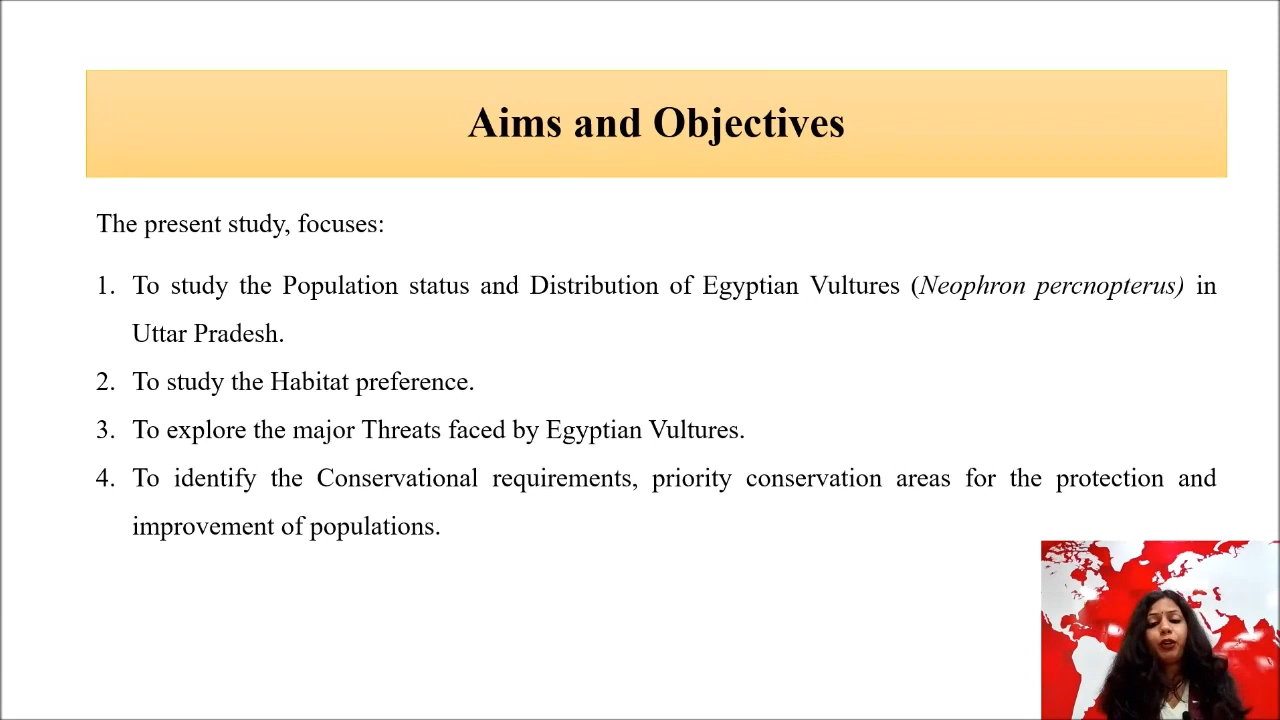 Aims and Objectives
The present study, focuses:
1. To study the Population status and Distribution of Egyptian Vultures (Neophron percnopterus) in
Uttar Pradesh.
2. To study the Habitat preference.
3. To explore the major Threats faced by Egyptian Vultures.
4. To identify the Conservational requirements, priority conservation areas for the protection and
improvement of populations.